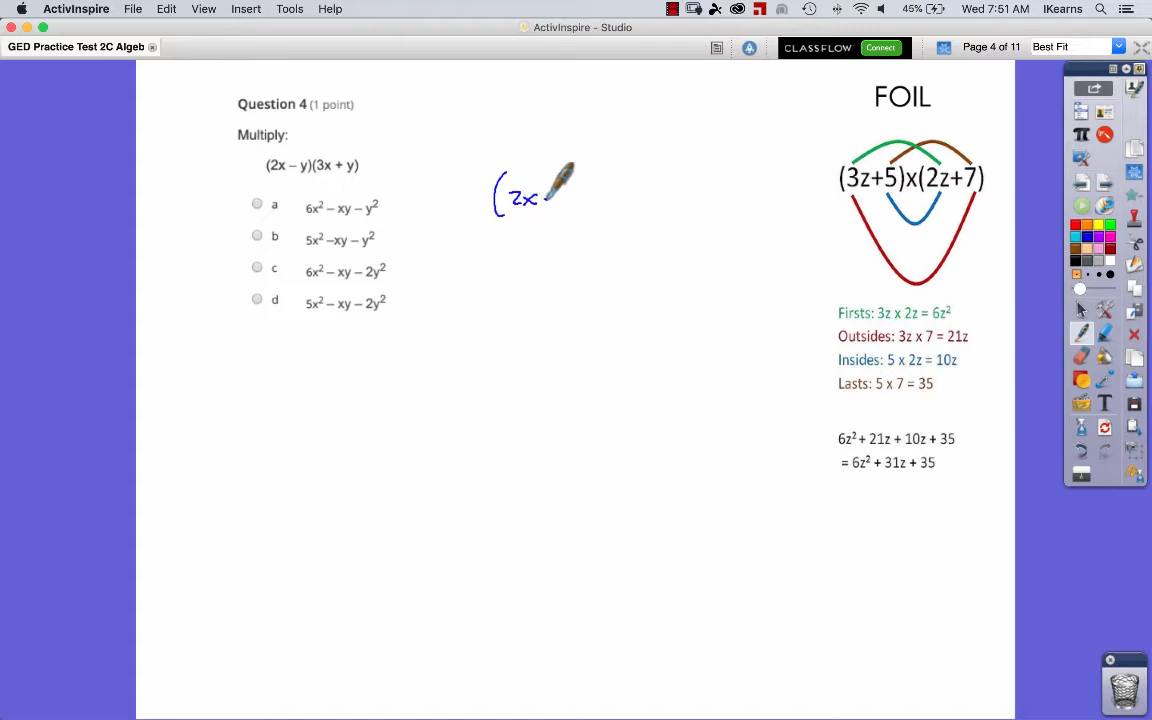 ActivInspire File Edit View Insert Tools Help 45% Wed 7:51 AM IKearns
ActivInspire - Studio
GED Practice Test 2C Algeb CLASSFLOW Connect Page 4 of 11 Best Fit
Question 4 (1 point)
Multiply:
(2x – y)(3x + y)
a 6x² – xy – y²
b 5x² –xy – y²
c 6x² – xy – 2y²
d 5x² – xy – 2y²
(2x
FOIL
(3z+5)x(2z+7)
Firsts: 3z x 2z = 6z²
Outsides: 3z x 7 = 21z
Insides: 5 x 2z = 10z
Lasts: 5 x 7 = 35
6z² + 21z + 10z + 35
= 6z² + 31z + 35